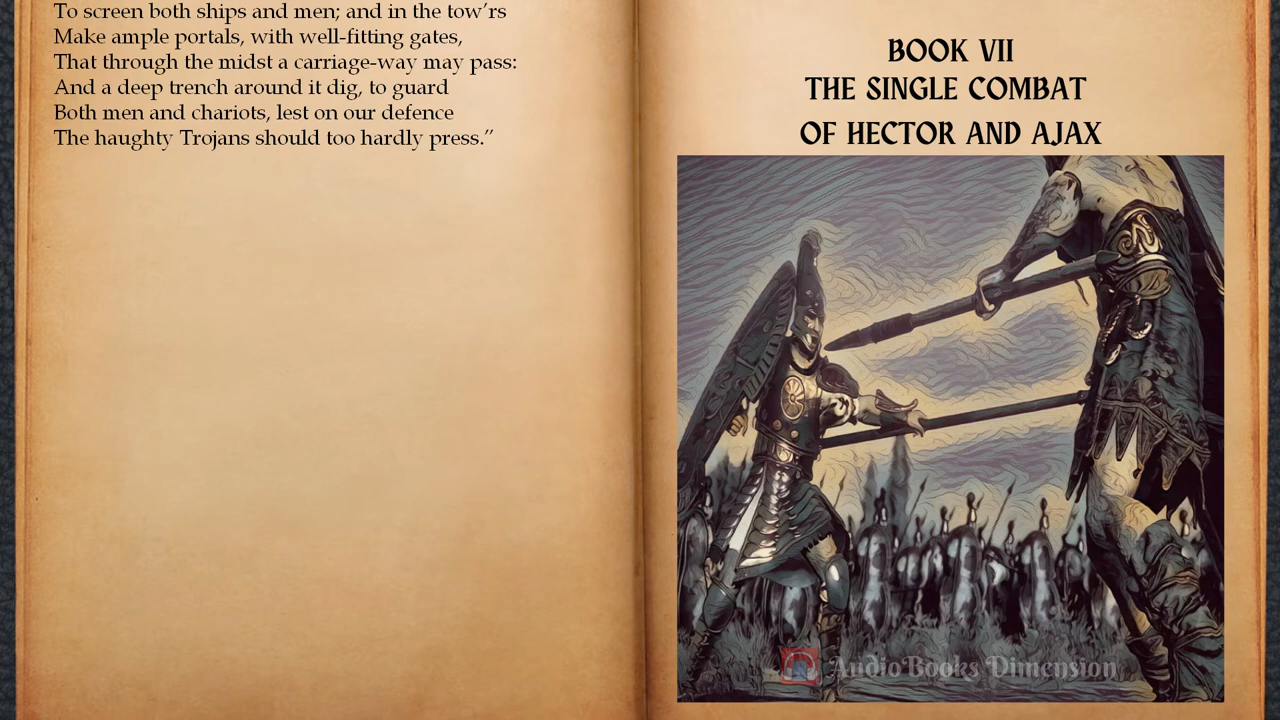 To screen both ships and men; and in the tow’rs
Make ample portals, with well-fitting gates,
That through the midst a carriage-way may pass:
And a deep trench around it dig, to guard
Both men and chariots, lest on our defence
The haughty Trojans should too hardly press.”
BOOK VII
THE SINGLE COMBAT
OF HECTOR AND AJAX
AudioBooks Dimension